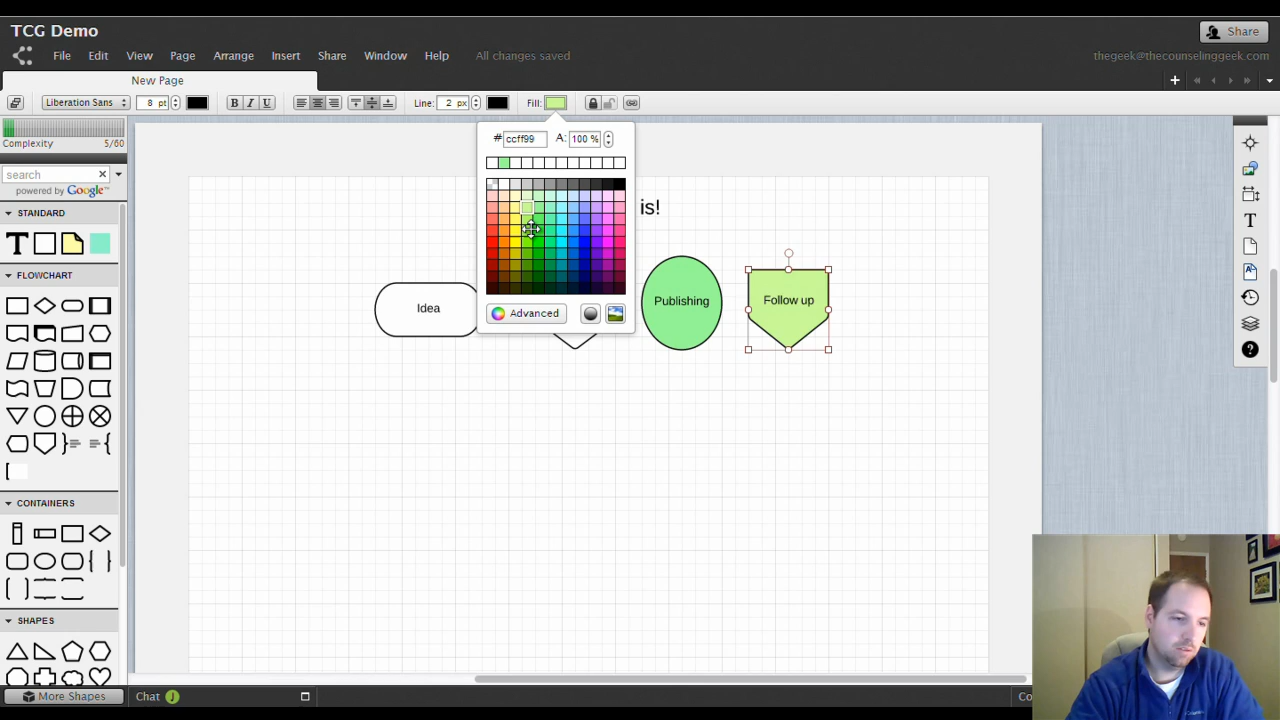 TCG Demo
Share
File Edit View Page Arrange Insert Share Window Help All changes saved
thegeek@thecounselinggeek.com
New Page
Liberation Sans 8 pt B I U Line: 2 px Fill:
Complexity 5/60
# ccff99 A: 100 %
search
powered by Google™
is!
STANDARD
T
T
FLOWCHART
Idea
Publishing
Follow up
Advanced
A
?
CONTAINERS
SHAPES
More Shapes
Chat
Co